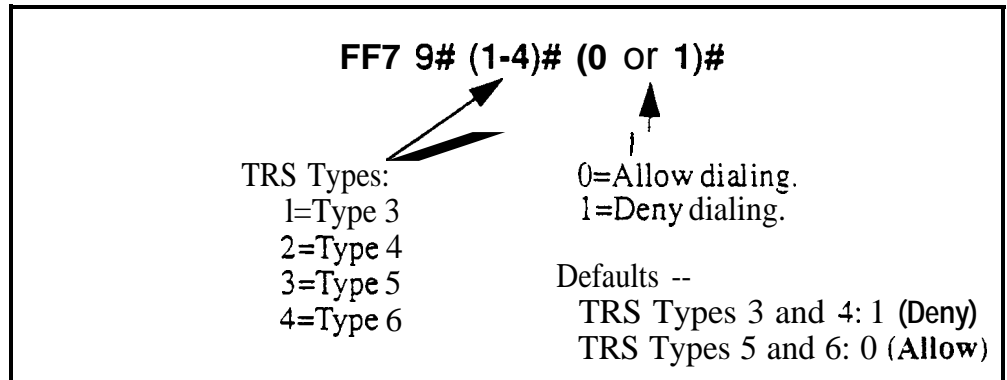 FF7 9# (1-4)# (0 or 1)#
TRS Types:
1=Type 3
2=Type 4
3=Type 5
4=Type 6
0=Allow dialing.
1=Deny dialing.
Defaults --
TRS Types 3 and 4: 1 (Deny)
TRS Types 5 and 6: 0 (Allow)